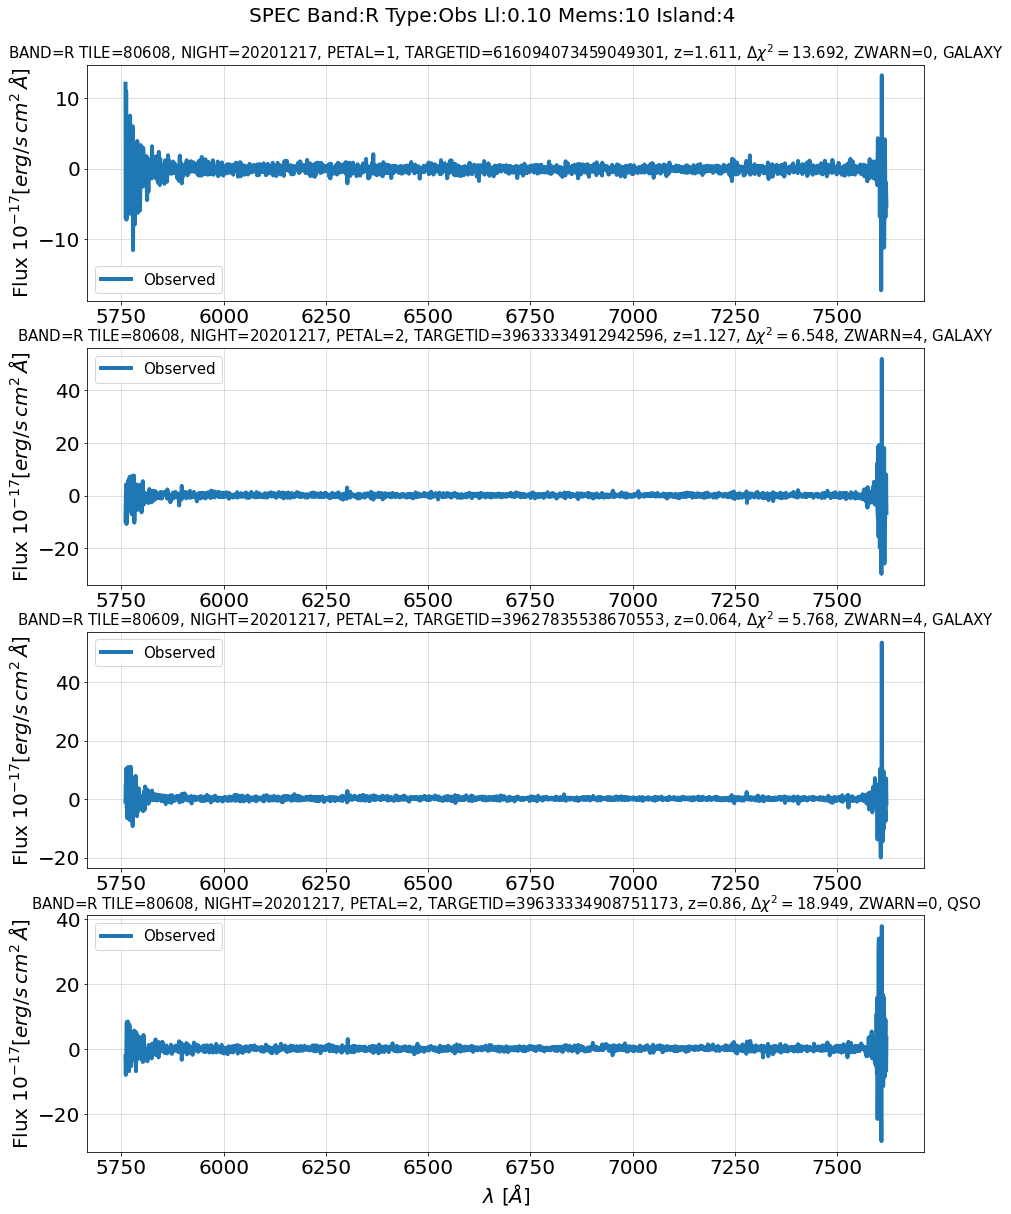 SPEC Band:R Type:Obs Ll:0.10 Mems:10 Island:4
BAND=R TILE=80608, NIGHT=20201217, PETAL=1, TARGETID=616094073459049301, z=1.611, Δχ² = 13.692, ZWARN=0, GALAXY
Flux 10⁻¹⁷[erg/s cm² Å]
10
0
−10
Observed
5750 6000 6250 6500 6750 7000 7250 7500
BAND=R TILE=80608, NIGHT=20201217, PETAL=2, TARGETID=39633334912942596, z=1.127, Δχ² = 6.548, ZWARN=4, GALAXY
Flux 10⁻¹⁷[erg/s cm² Å]
Observed
40
20
0
−20
5750 6000 6250 6500 6750 7000 7250 7500
BAND=R TILE=80609, NIGHT=20201217, PETAL=2, TARGETID=39627835538670553, z=0.064, Δχ² = 5.768, ZWARN=4, GALAXY
Flux 10⁻¹⁷[erg/s cm² Å]
Observed
40
20
0
−20
5750 6000 6250 6500 6750 7000 7250 7500
BAND=R TILE=80608, NIGHT=20201217, PETAL=2, TARGETID=39633334908751173, z=0.86, Δχ² = 18.949, ZWARN=0, QSO
Flux 10⁻¹⁷[erg/s cm² Å]
Observed
40
20
0
−20
5750 6000 6250 6500 6750 7000 7250 7500
λ [Å]